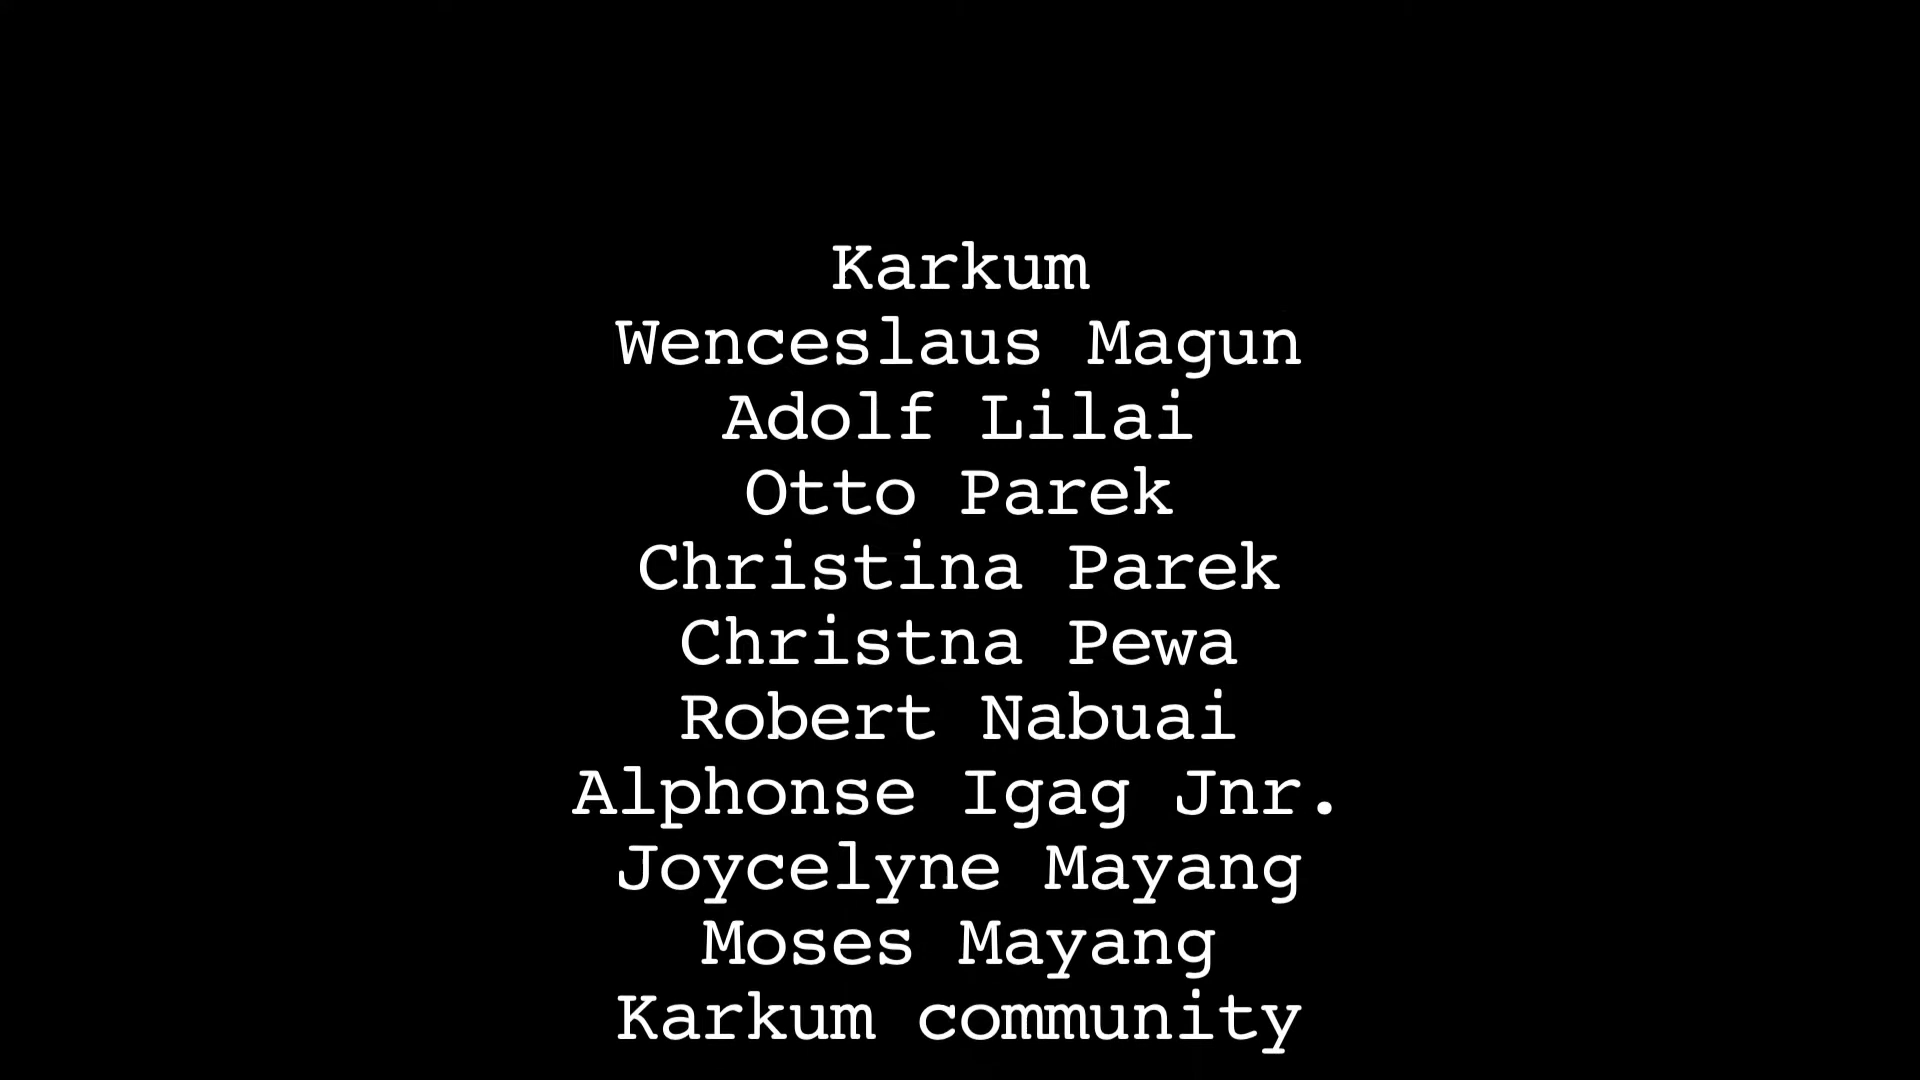 Karkum
Wenceslaus Magun
Adolf Lilai
Otto Parek
Christina Parek
Christna Pewa
Robert Nabuai
Alphonse Igag Jnr.
Joycelyne Mayang
Moses Mayang
Karkum community